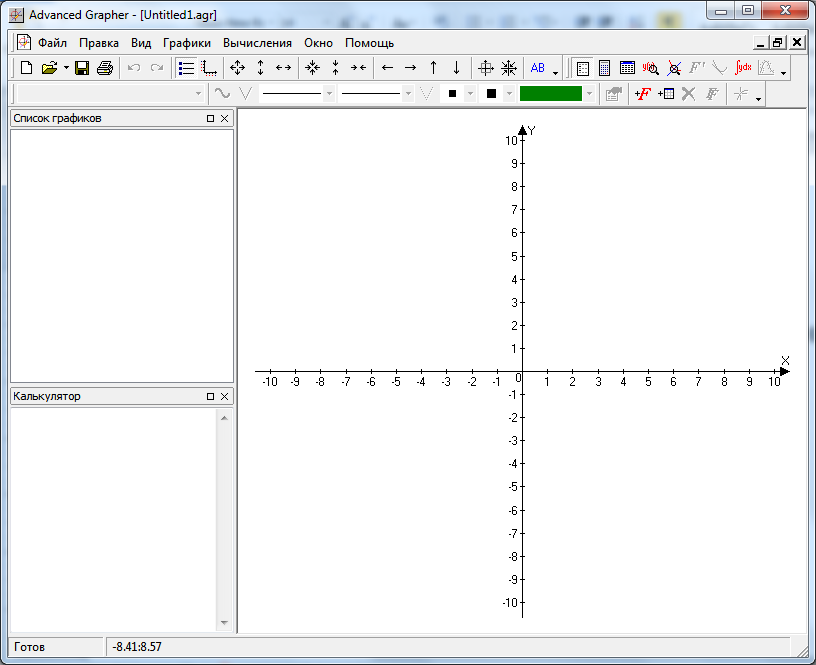 Advanced Grapher - [Untitled1.agr]
Файл Правка Вид Графики Вычисления Окно Помощь
AB y(x) F' ∫ydx
+F F
Список графиков
Калькулятор
Y
10
9
8
7
6
5
4
3
2
1
X
-10 -9 -8 -7 -6 -5 -4 -3 -2 -1 0 1 2 3 4 5 6 7 8 9 10
-1
-2
-3
-4
-5
-6
-7
-8
-9
-10
Готов -8.41:8.57